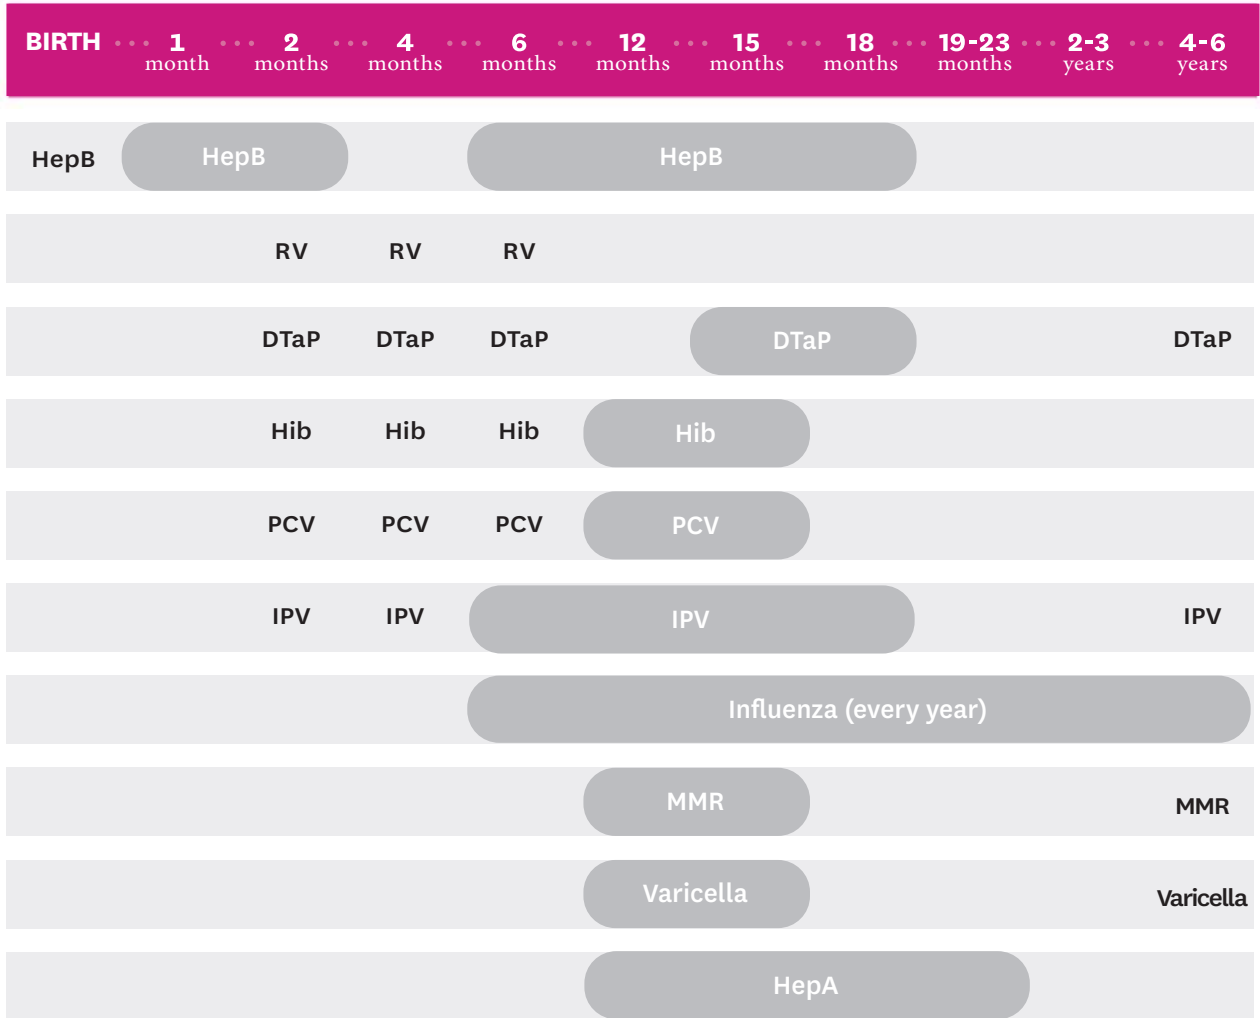 BIRTH 1 2 4 6 12 15 18 19-23 2-3 4-6
month months months months months months months months years years
HepB HepB HepB
RV RV RV
DTaP DTaP DTaP DTaP DTaP
Hib Hib Hib Hib
PCV PCV PCV PCV
IPV IPV IPV IPV
Influenza (every year)
MMR MMR
Varicella Varicella
HepA